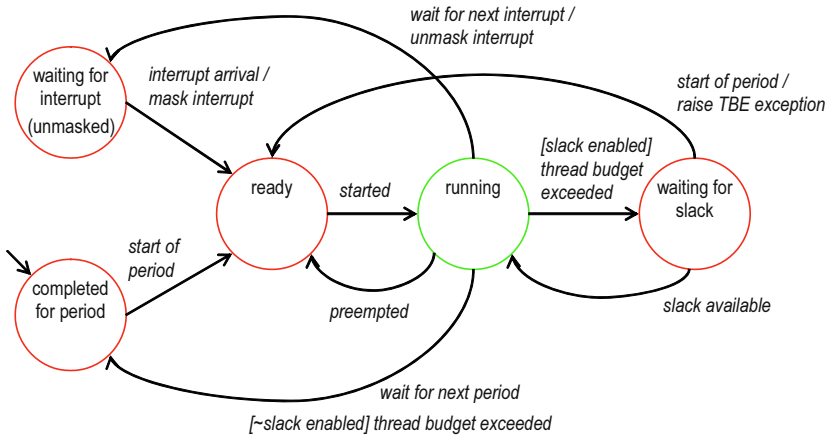 wait for next interrupt /
unmask interrupt
waiting for
interrupt
(unmasked)
interrupt arrival /
mask interrupt
start of period /
raise TBE exception
[slack enabled]
thread budget
exceeded
ready
started
running
waiting for
slack
start of
period
completed
for period
preempted
slack available
wait for next period
[~slack enabled] thread budget exceeded